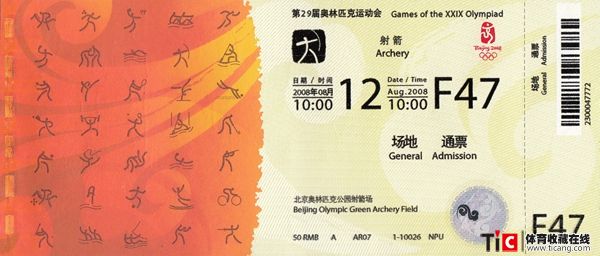 第29届奥林匹克运动会 Games of the XXIX Olympiad
射箭
Archery
Beijing 2008
日期 / 时间
Date / Time
2008年08月
12
Aug.2008
F47
10:00
10:00
场地 通票
General Admission
北京奥林匹克公园射箭场
Beijing Olympic Green Archery Field
50 RMB A AR07 1-10026 NPU
场地 通票
General Admission
2300047772
F47
TiC 体育收藏在线
Ticang.com